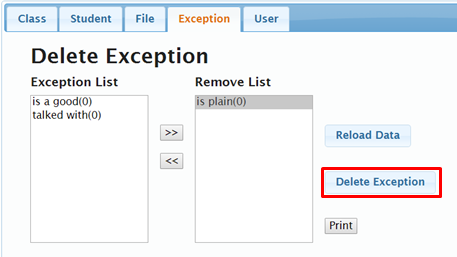 Class Student File Exception User
Delete Exception
Exception List Remove List
is a good(0) is plain(0)
talked with(0)
>>
Reload Data
<<
Delete Exception
Print